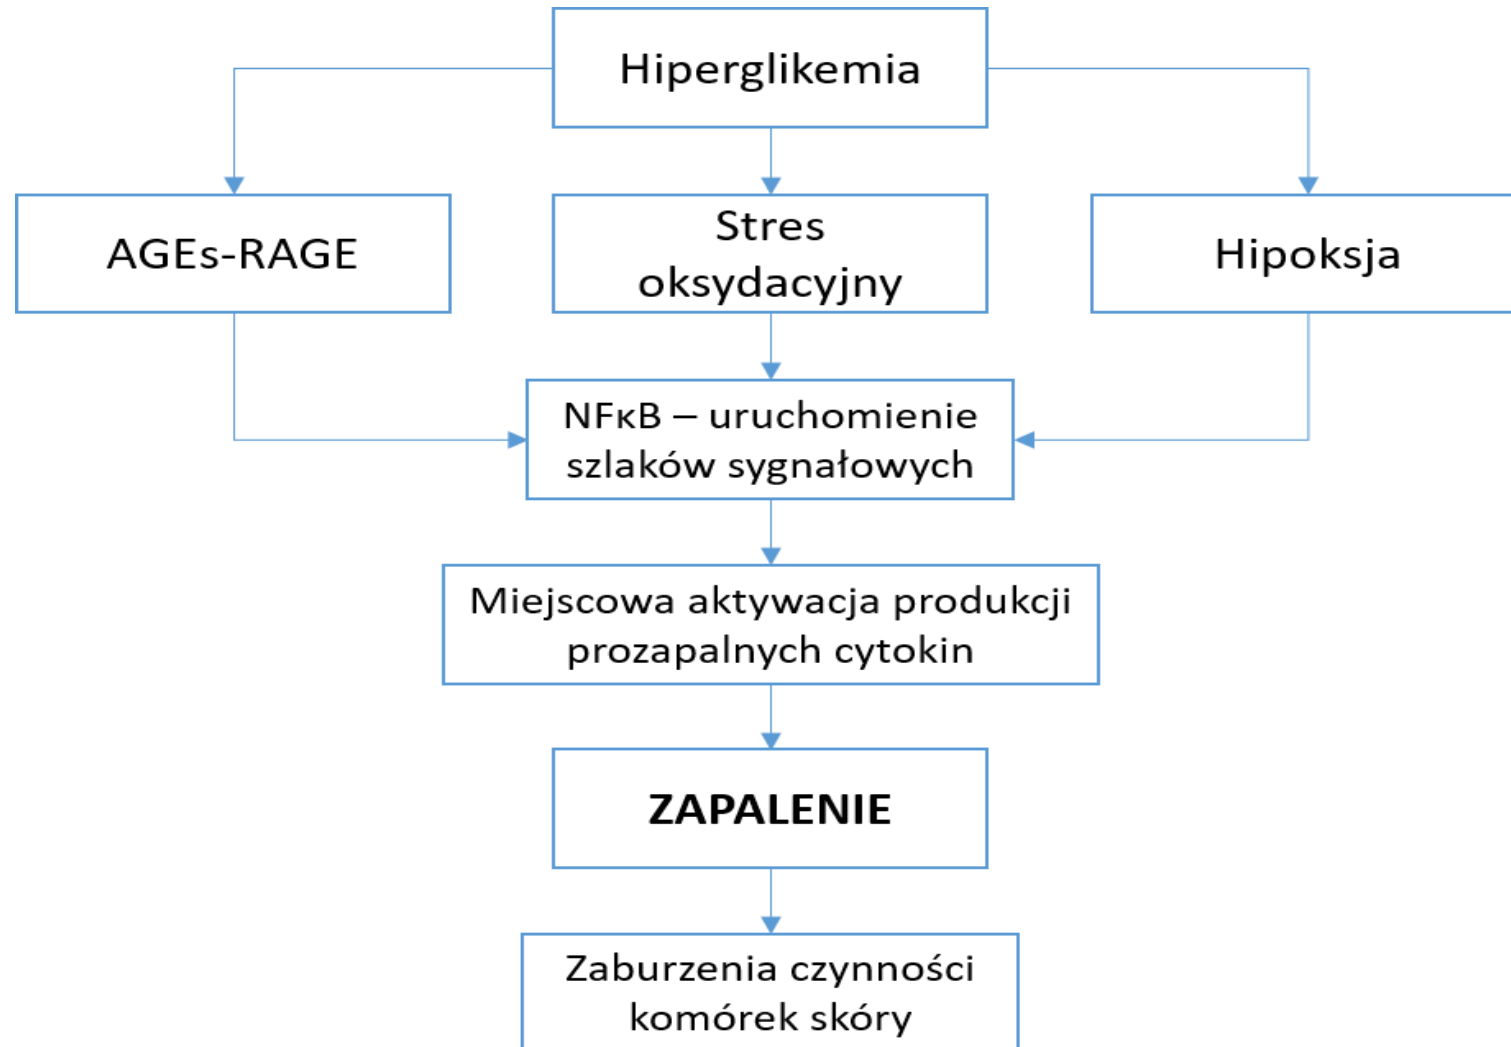 Hiperglikemia
AGEs-RAGE
Stres
oksydacyjny
Hipoksja
NFκB – uruchomienie
szlaków sygnałowych
Miejscowa aktywacja produkcji
prozapalnych cytokin
ZAPALENIE
Zaburzenia czynności
komórek skóry